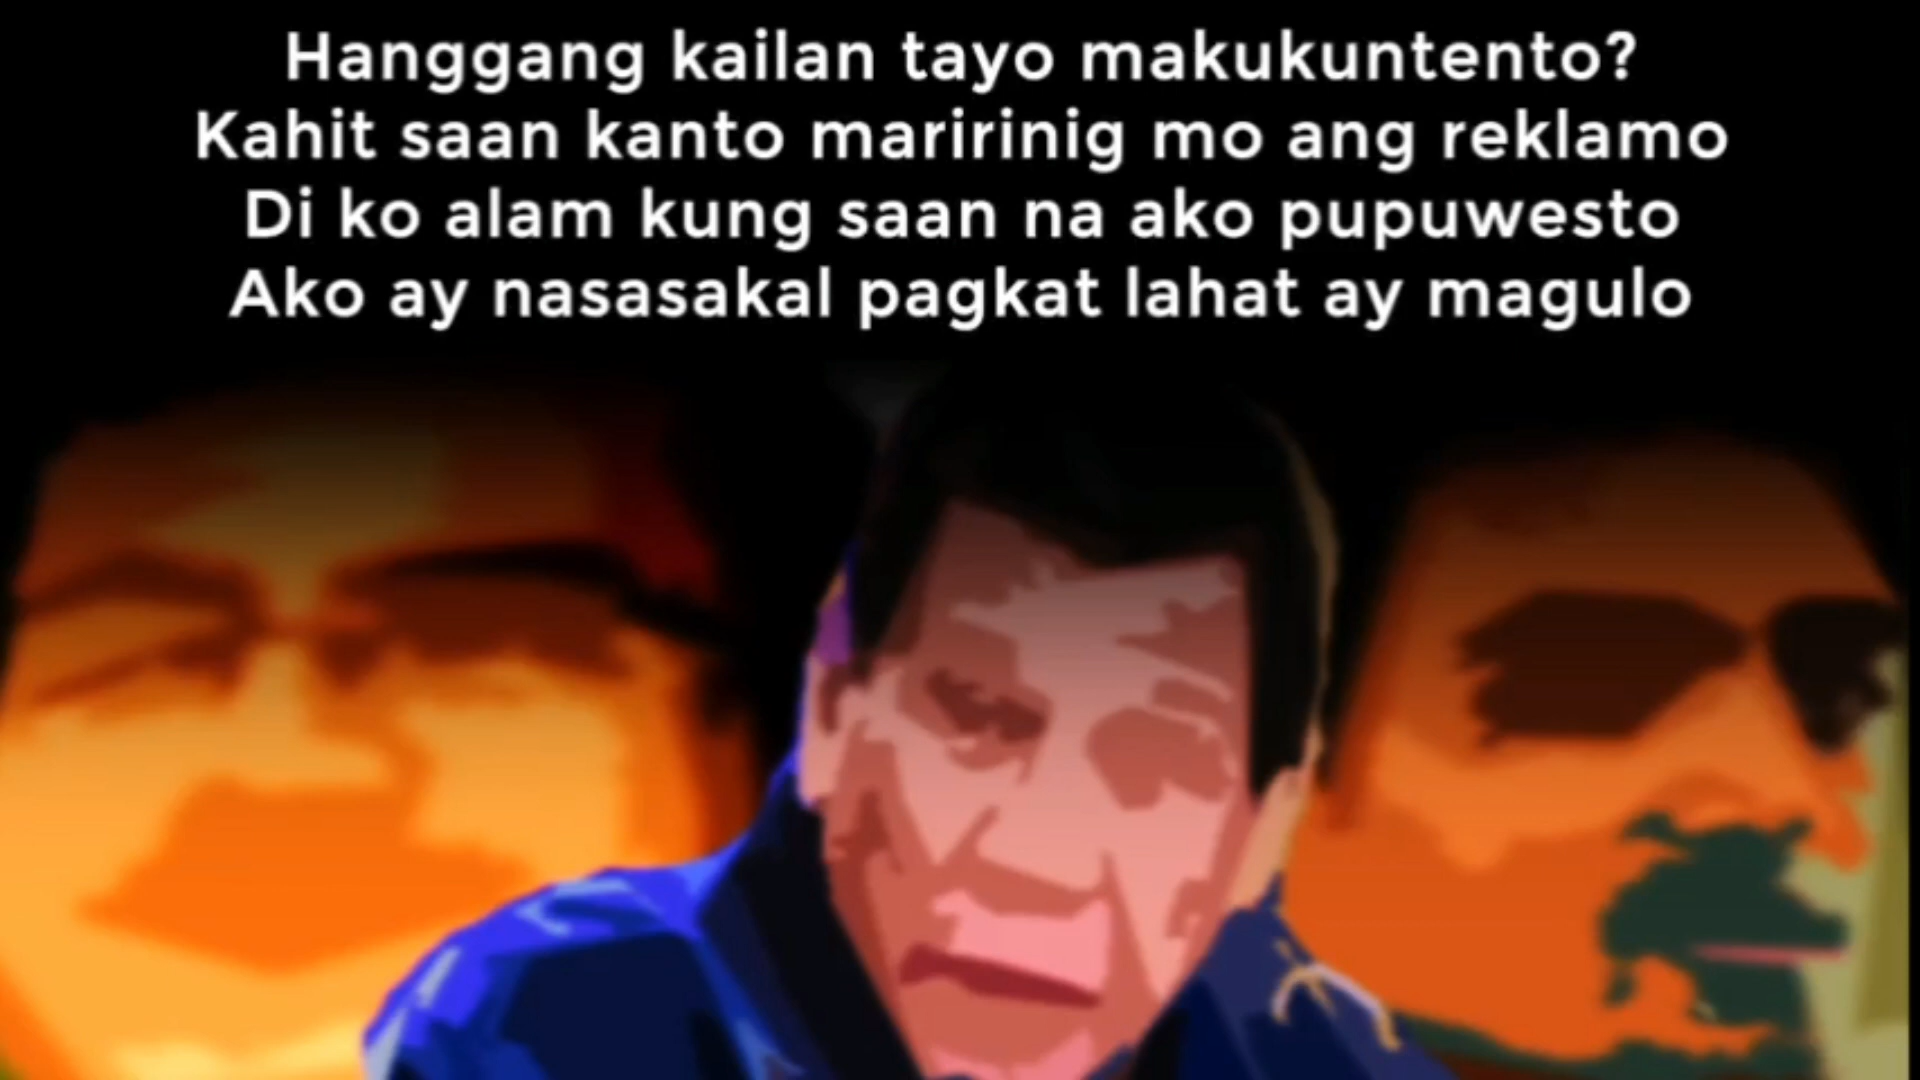 Hanggang kailan tayo makukuntento?
Kahit saan kanto maririnig mo ang reklamo
Di ko alam kung saan na ako pupuwesto
Ako ay nasasakal pagkat lahat ay magulo